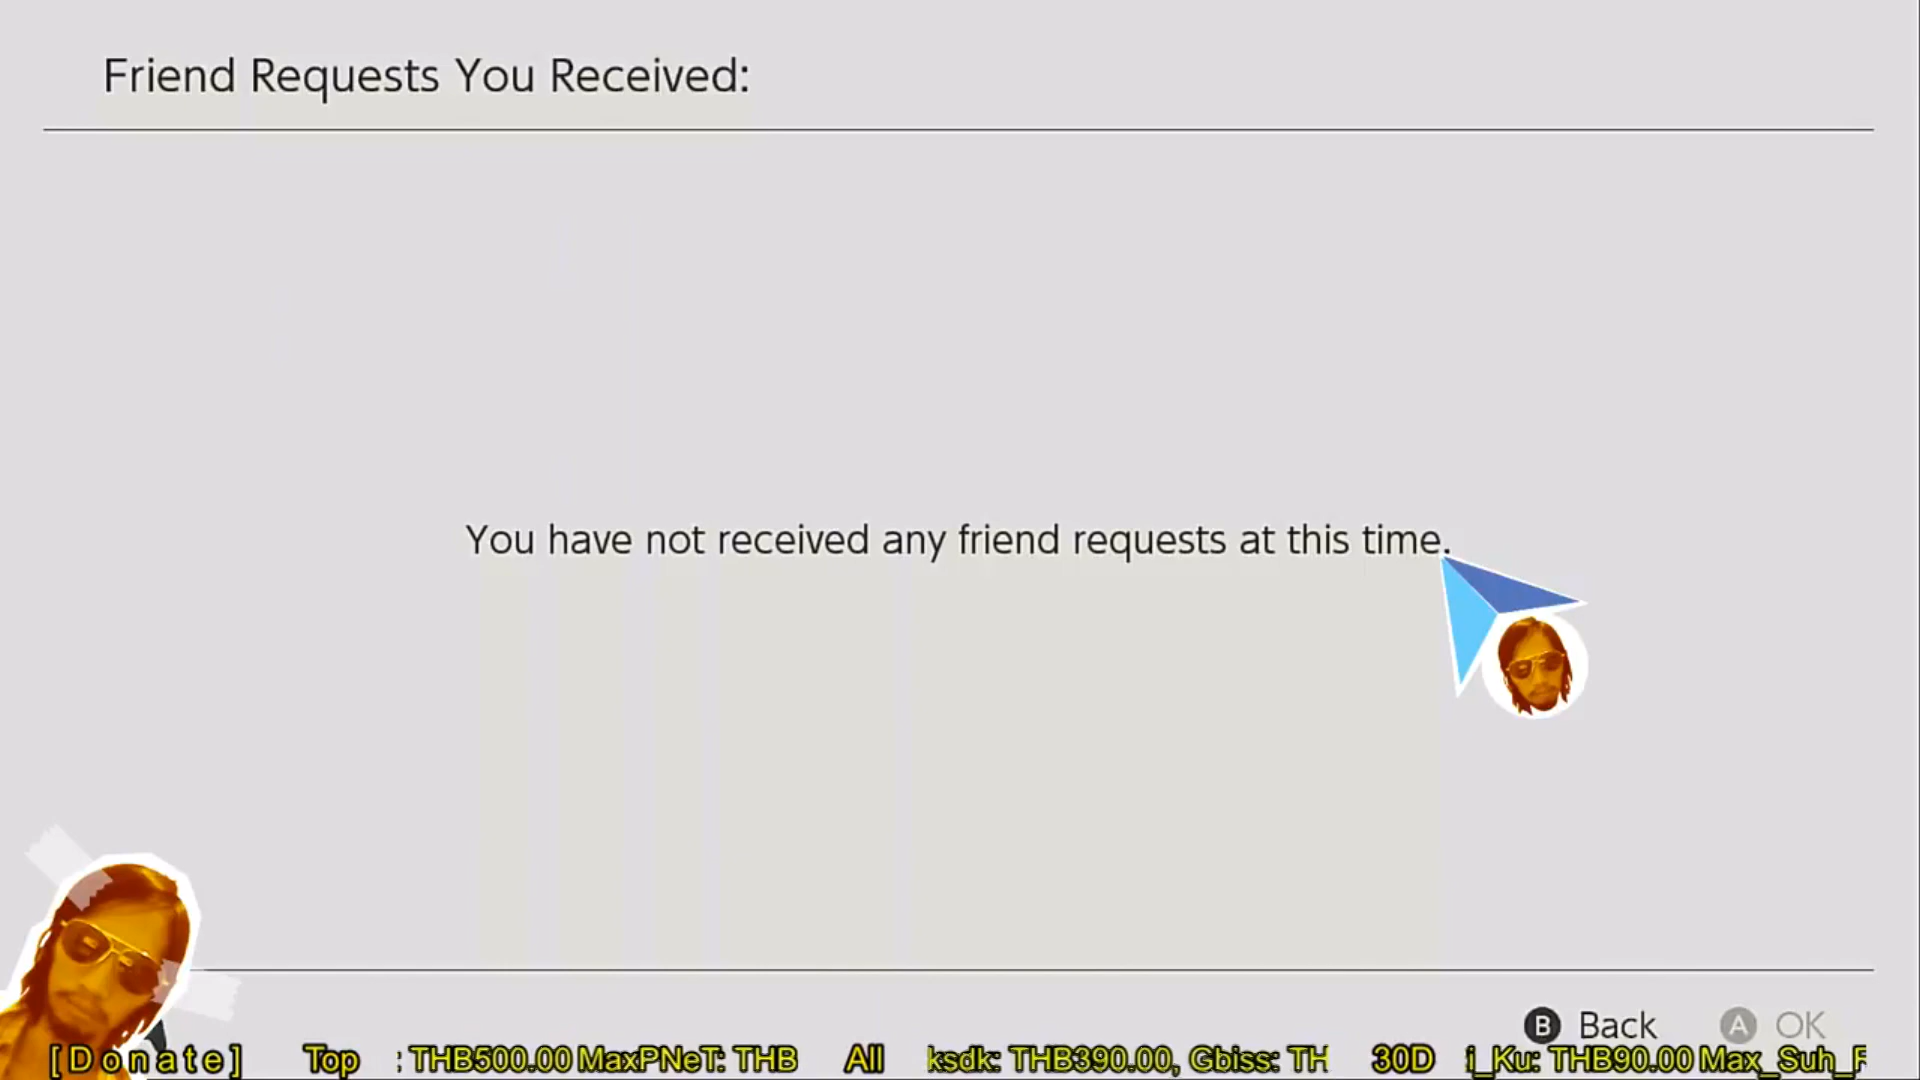 Friend Requests You Received:
You have not received any friend requests at this time.
B Back A OK
[Donate] Top : THB500.00 MaxPNeT: THB All ksdk: THB390.00, Gbiss: TH 30D i_Ku: THB90.00 Max_Suh_F